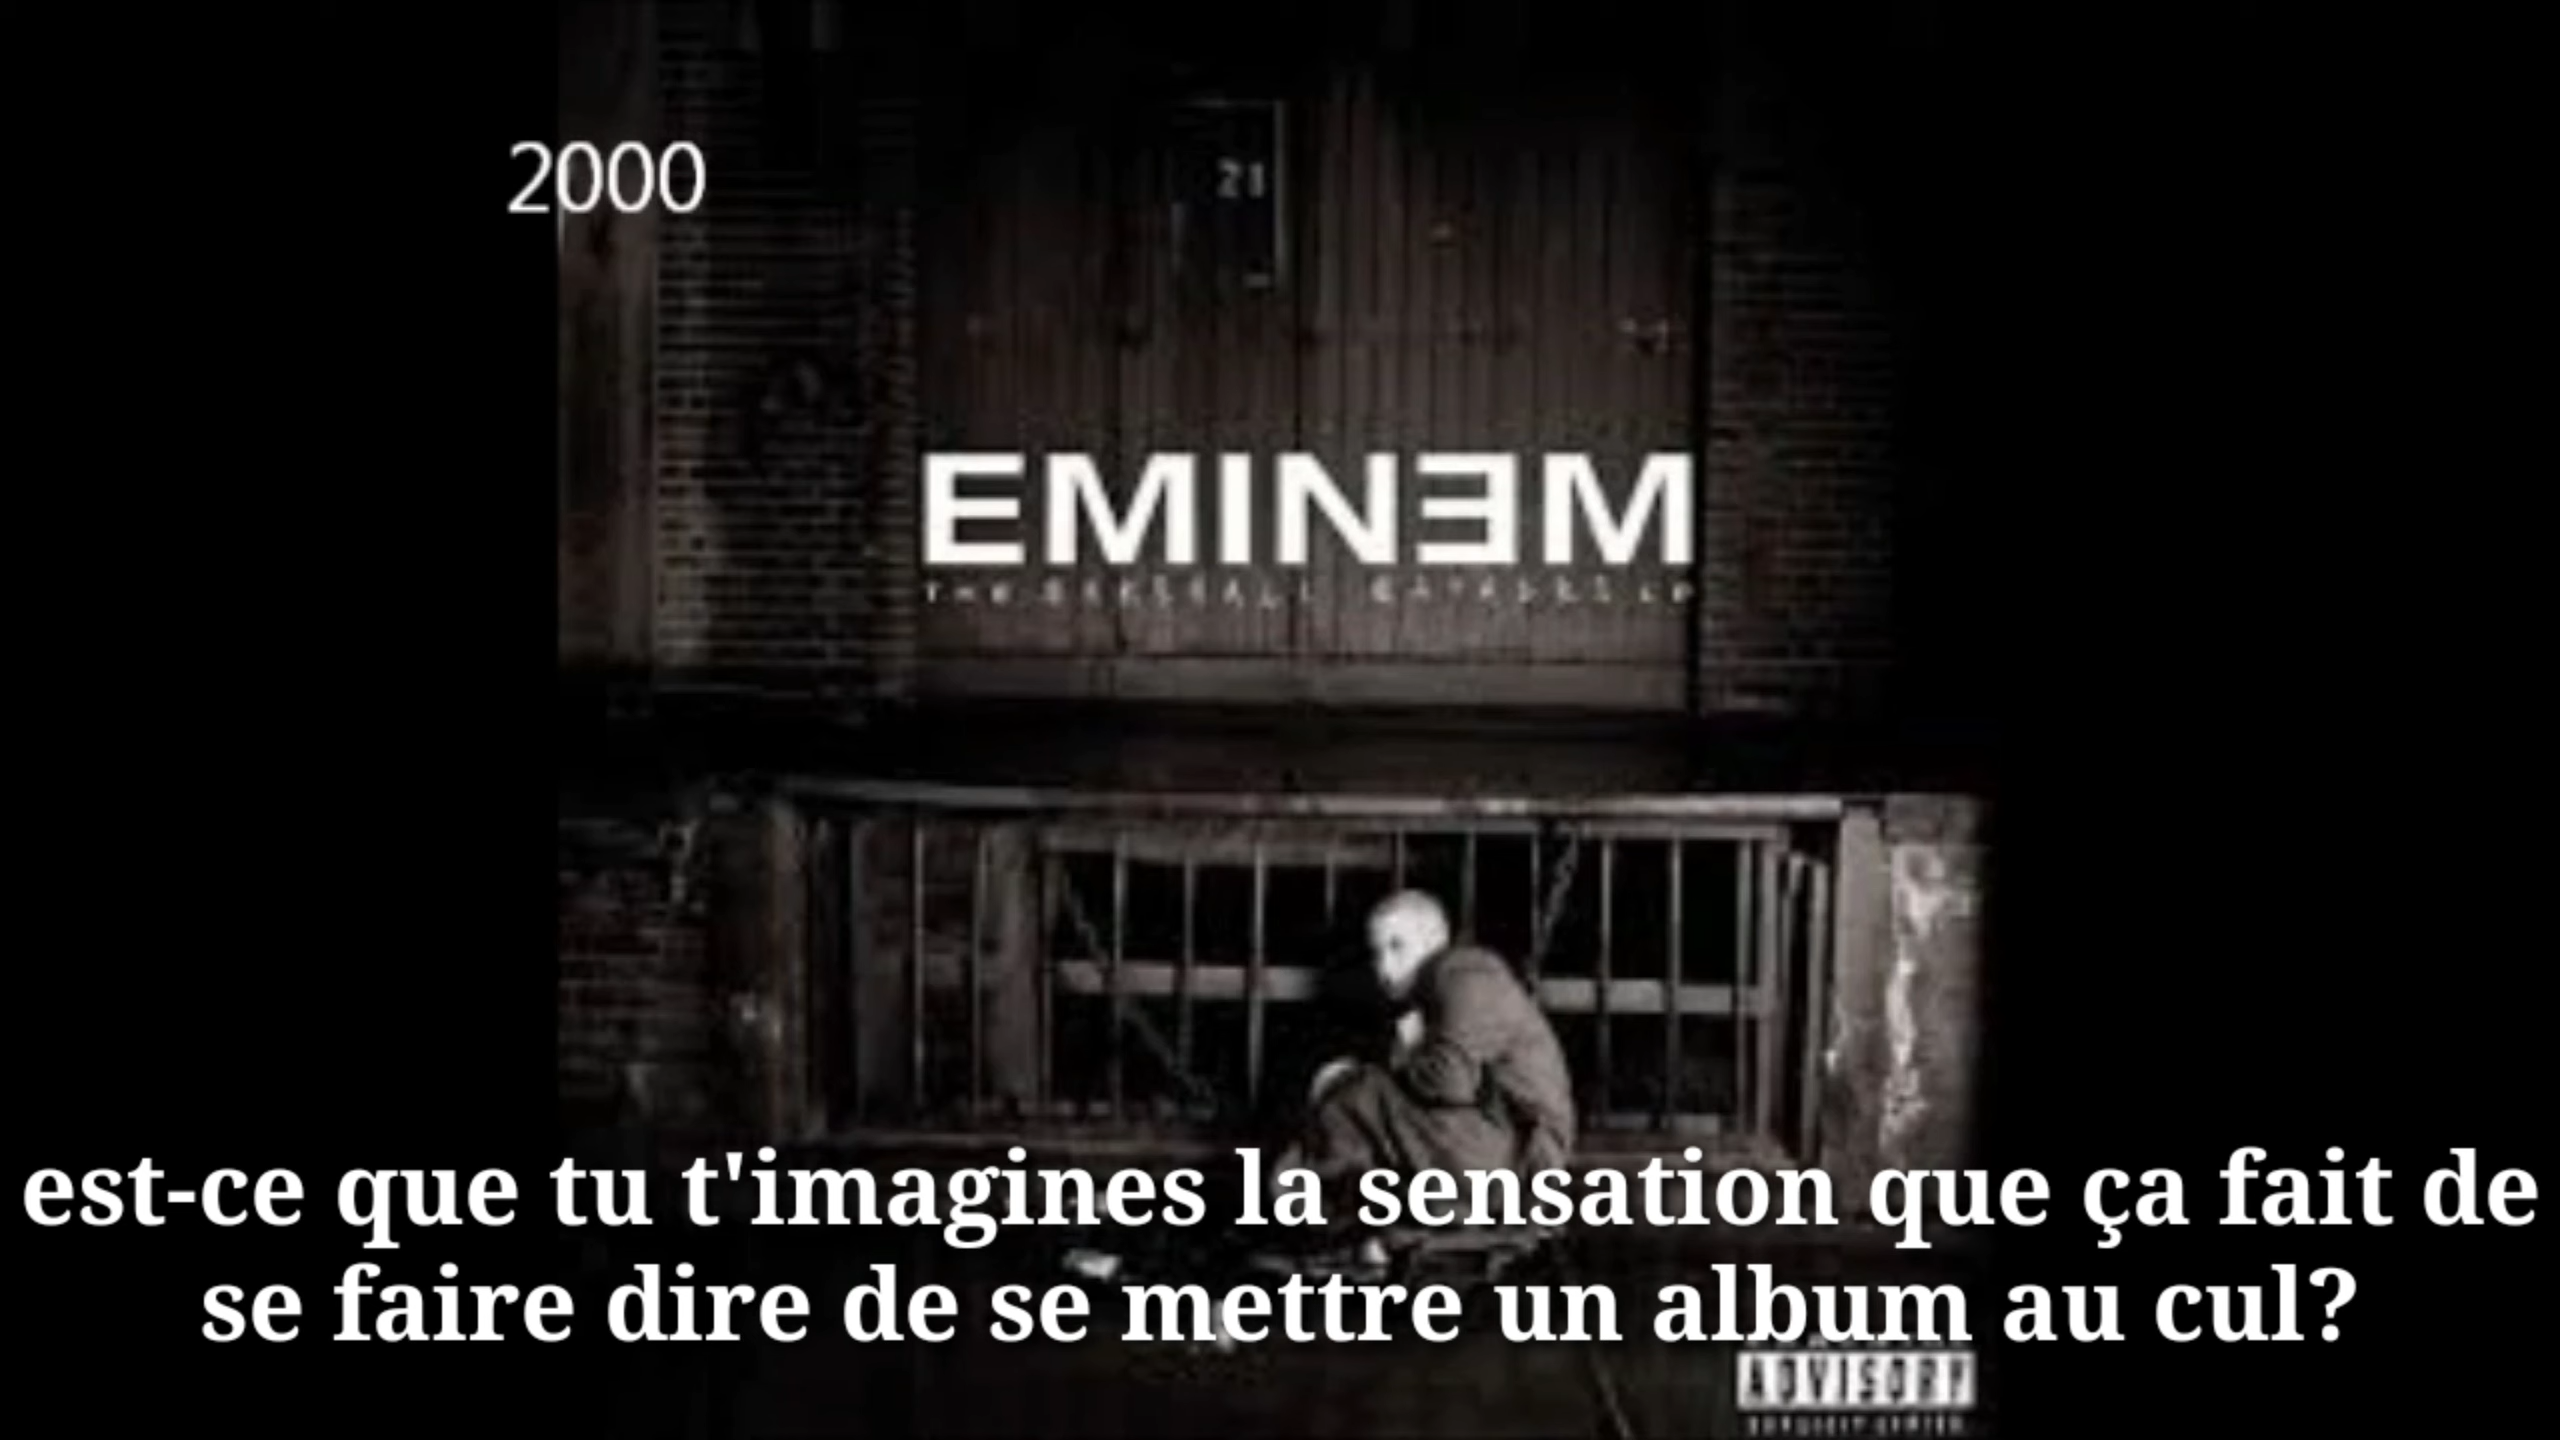 2000
21
EMINƎM
est-ce que tu t'imagines la sensation que ça fait de
se faire dire de se mettre un album au cul?
ADVISORY